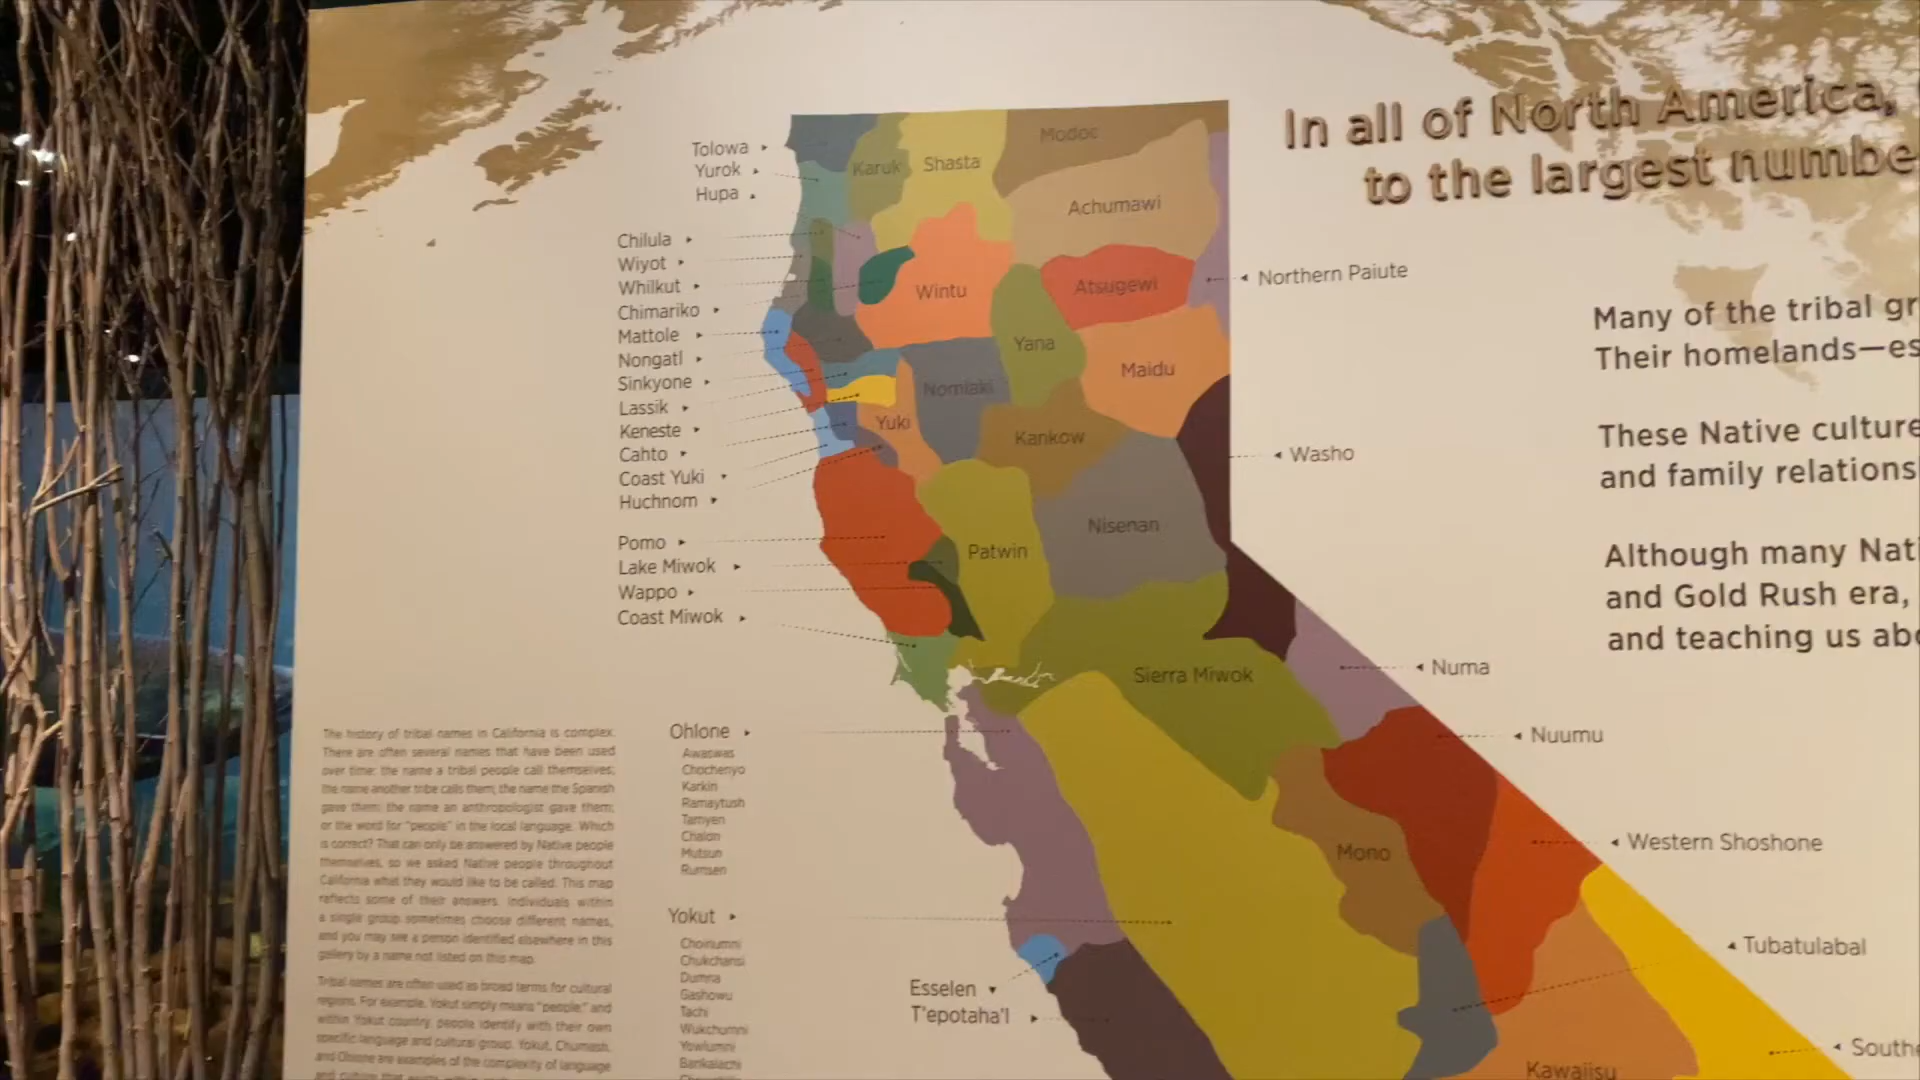 In all of North America,
to the largest numbe
Many of the tribal gr
Their homelands—es
These Native culture
and family relations
Although many Nati
and Gold Rush era,
and teaching us abo
Tolowa
Yurok
Hupa
Chilula
Wiyot
Whilkut
Chimariko
Mattole
Nongatl
Sinkyone
Lassik
Keneste
Cahto
Coast Yuki
Huchnom
Pomo
Lake Miwok
Wappo
Coast Miwok
Ohlone
Awaswas
Chochenyo
Karkin
Ramaytush
Tamyen
Chalon
Mutsun
Rumsen
Yokut
Choinumni
Chukchansi
Dumna
Gashowu
Tachi
Wukchumni
Yowlumni
Bankalachi
Esselen
T'epotaha'l
Karuk
Shasta
Modoc
Achumawi
Wintu
Atsugewi
Yana
Maidu
Nomlaki
Yuki
Konkow
Nisenan
Patwin
Sierra Miwok
Mono
Kawaiisu
Northern Paiute
Washo
Numa
Nuumu
Western Shoshone
Tubatulabal
Southe
The history of tribal names in California is complex.
There are often several names that have been used
over time: the name a tribal people call themselves;
the name another tribe calls them; the name the Spanish
gave them; the name an anthropologist gave them;
or the word for "people" in the local language. Which
is correct? That can only be answered by Native people
themselves, so we asked Native people throughout
California what they would like to be called. This map
reflects some of their answers. Individuals within
a single group sometimes choose different names,
and you may see a person identified elsewhere in this
gallery by a name not listed on this map.
Tribal names are often used as broad terms for cultural
regions. For example, Yokut simply means "people," and
within Yokut country, people identify with their own
specific language and cultural group. Yokut, Chumash,
and Ohlone are examples of the complexity of language